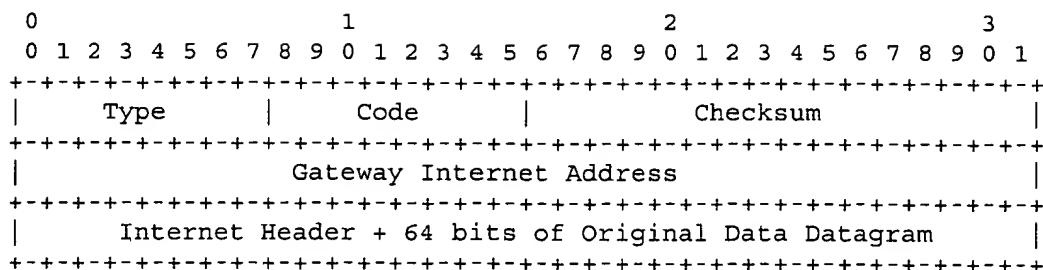 0                   1                   2                   3
0 1 2 3 4 5 6 7 8 9 0 1 2 3 4 5 6 7 8 9 0 1 2 3 4 5 6 7 8 9 0 1
+-+-+-+-+-+-+-+-+-+-+-+-+-+-+-+-+-+-+-+-+-+-+-+-+-+-+-+-+-+-+-+-+
|     Type      |     Code      |          Checksum             |
+-+-+-+-+-+-+-+-+-+-+-+-+-+-+-+-+-+-+-+-+-+-+-+-+-+-+-+-+-+-+-+-+
|                 Gateway Internet Address                      |
+-+-+-+-+-+-+-+-+-+-+-+-+-+-+-+-+-+-+-+-+-+-+-+-+-+-+-+-+-+-+-+-+
|      Internet Header + 64 bits of Original Data Datagram      |
+-+-+-+-+-+-+-+-+-+-+-+-+-+-+-+-+-+-+-+-+-+-+-+-+-+-+-+-+-+-+-+-+